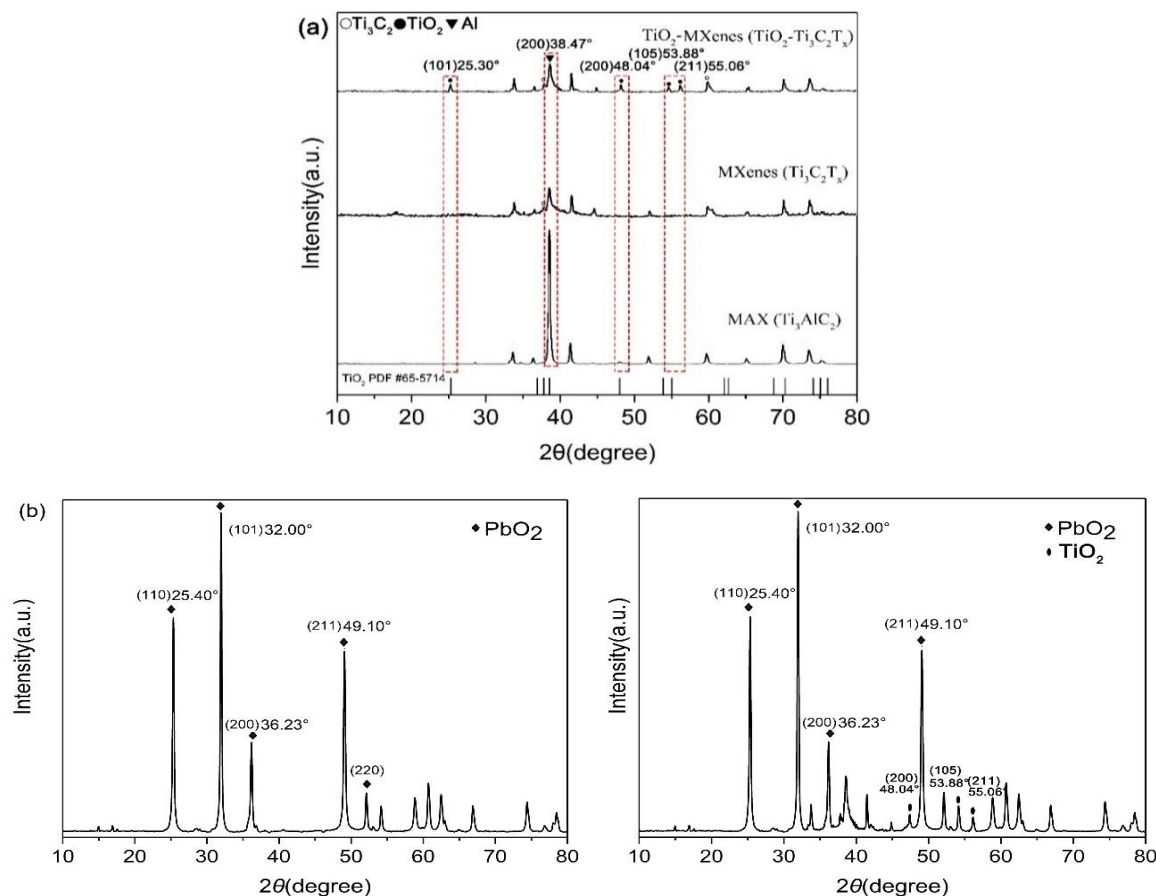 (a)
○Ti₃C₂●TiO₂▼Al
TiO₂-MXenes (TiO₂-Ti₃C₂Tₓ)
(200)38.47°
(105)53.88°
(101)25.30°
(200)48.04°
(211)55.06°
MXenes (Ti₃C₂Tₓ)
MAX (Ti₃AlC₂)
TiO₂ PDF #65-5714
Intensity(a.u.)
10 20 30 40 50 60 70 80
2θ(degree)
(b)
◆PbO₂
(101)32.00°
(110)25.40°
(211)49.10°
(200)36.23°
(220)
Intensity(a.u.)
10 20 30 40 50 60 70 80
2θ(degree)
◆PbO₂
TiO₂
(101)32.00°
(110)25.40°
(211)49.10°
(200)36.23°
(200)
48.04°
(105)
53.88°
(211)
55.06°
Intensity(a.u.)
10 20 30 40 50 60 70 80
2θ(degree)